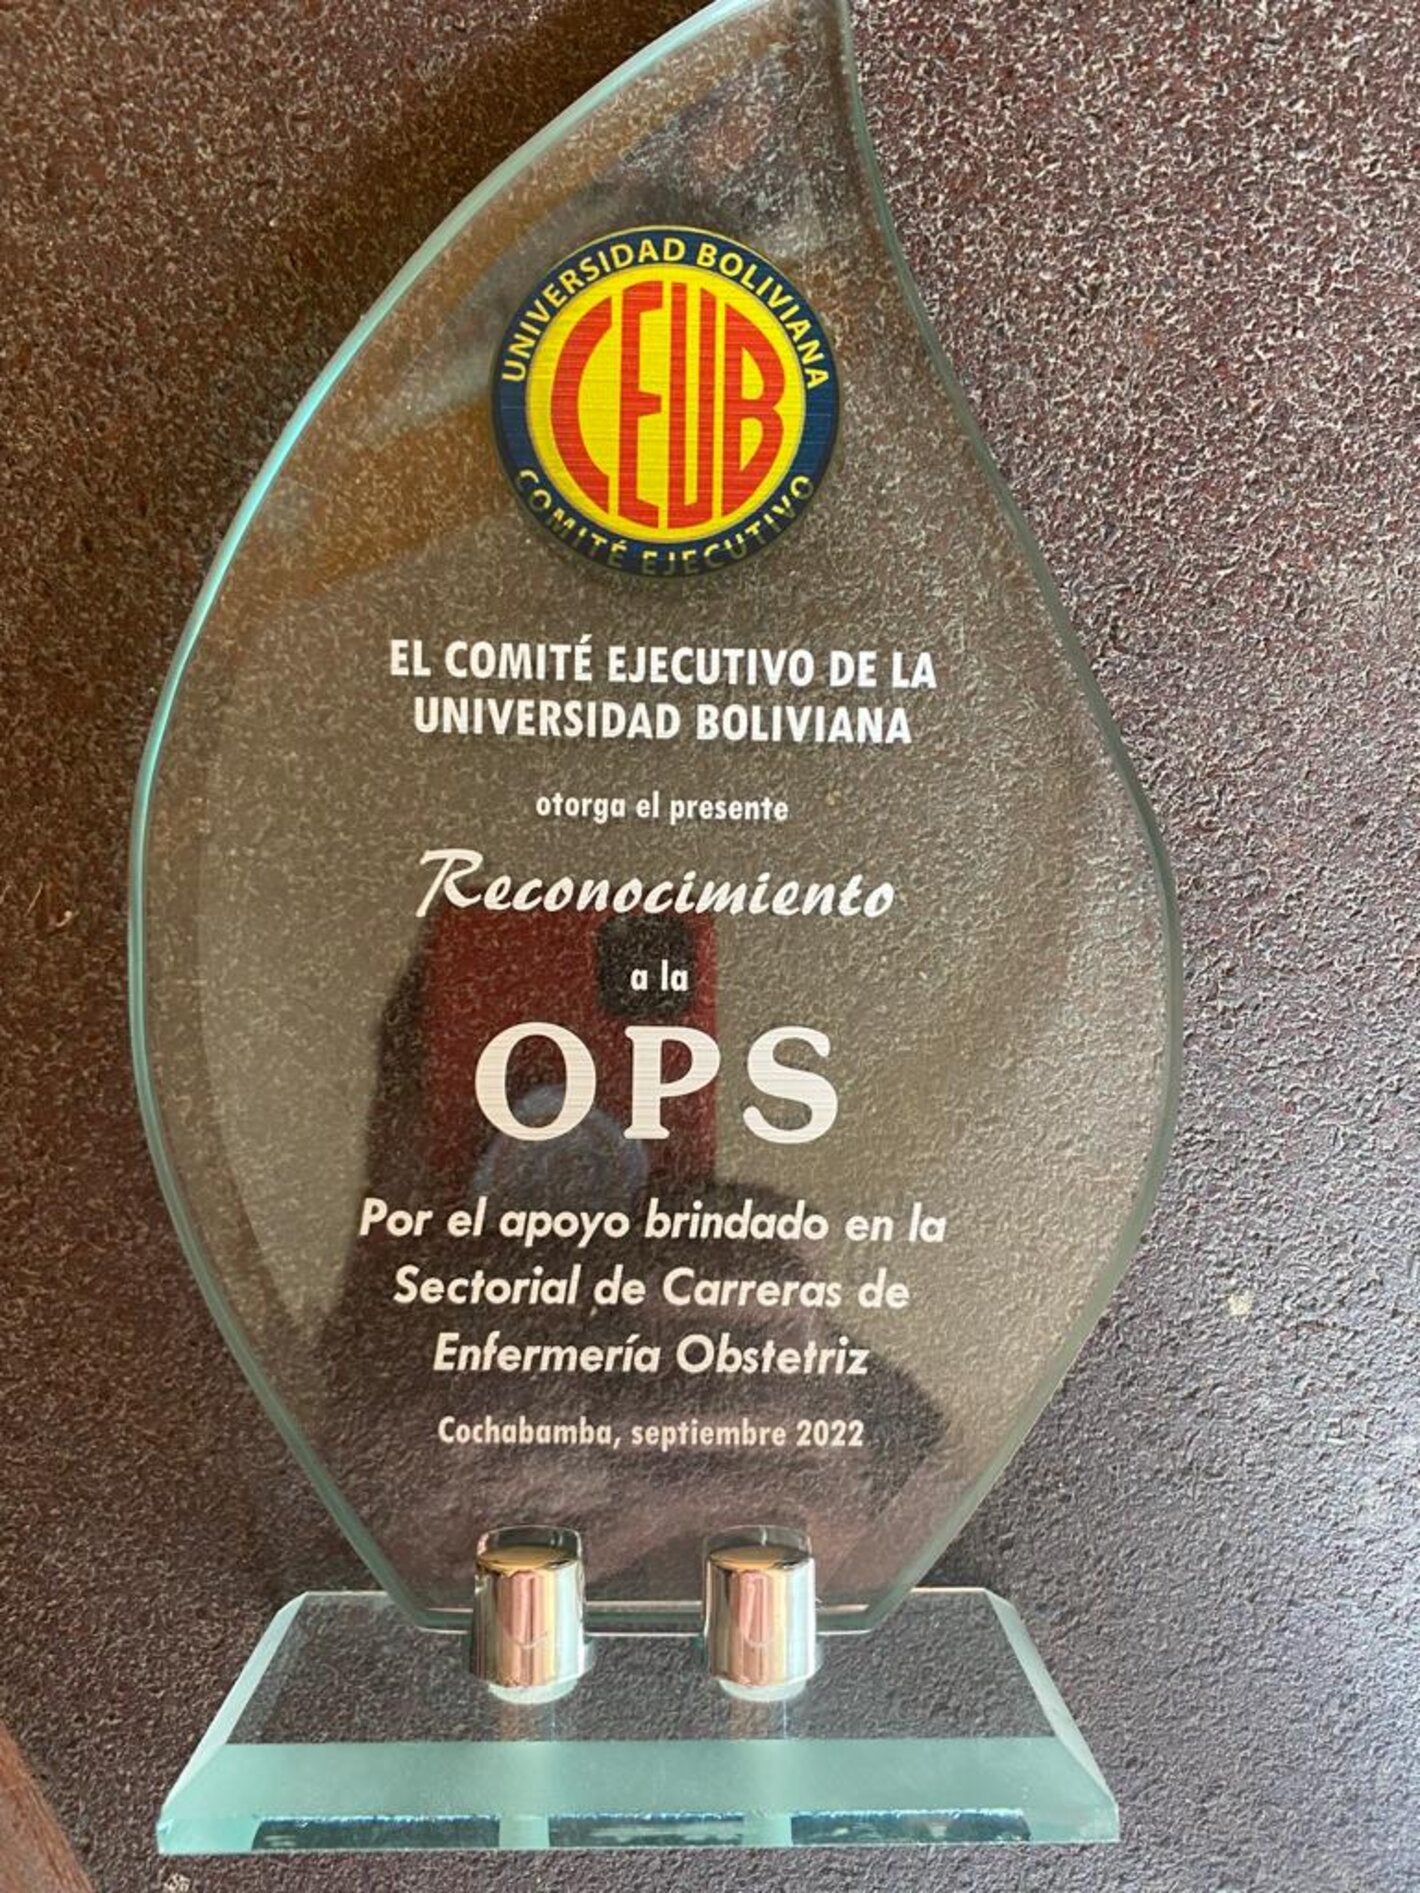 UNIVERSIDAD BOLIVIANA
CEUB
COMITÉ EJECUTIVO
EL COMITÉ EJECUTIVO DE LA
UNIVERSIDAD BOLIVIANA
otorga el presente
Reconocimiento
a la
OPS
Por el apoyo brindado en la
Sectorial de Carreras de
Enfermería Obstetriz
Cochabamba, septiembre 2022